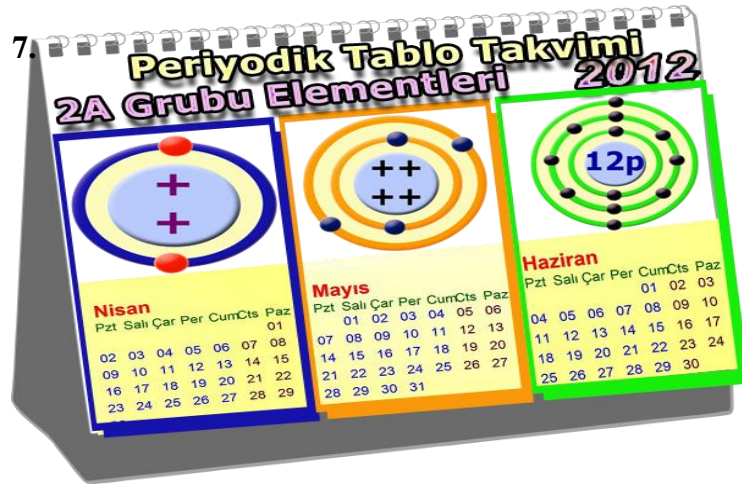 7.
Periyodik Tablo Takvimi
2A Grubu Elementleri 2012
+
+
Nisan
Pzt Salı Çar Per Cum Cts Paz
01
02 03 04 05 06 07 08
09 10 11 12 13 14 15
16 17 18 19 20 21 22
23 24 25 26 27 28 29
++
++
Mayıs
Pzt Salı Çar Per Cum Cts Paz
01 02 03 04 05 06
07 08 09 10 11 12 13
14 15 16 17 18 19 20
21 22 23 24 25 26 27
28 29 30 31
12p
Haziran
Pzt Salı Çar Per Cum Cts Paz
01 02 03
04 05 06 07 08 09 10
11 12 13 14 15 16 17
18 19 20 21 22 23 24
25 26 27 28 29 30